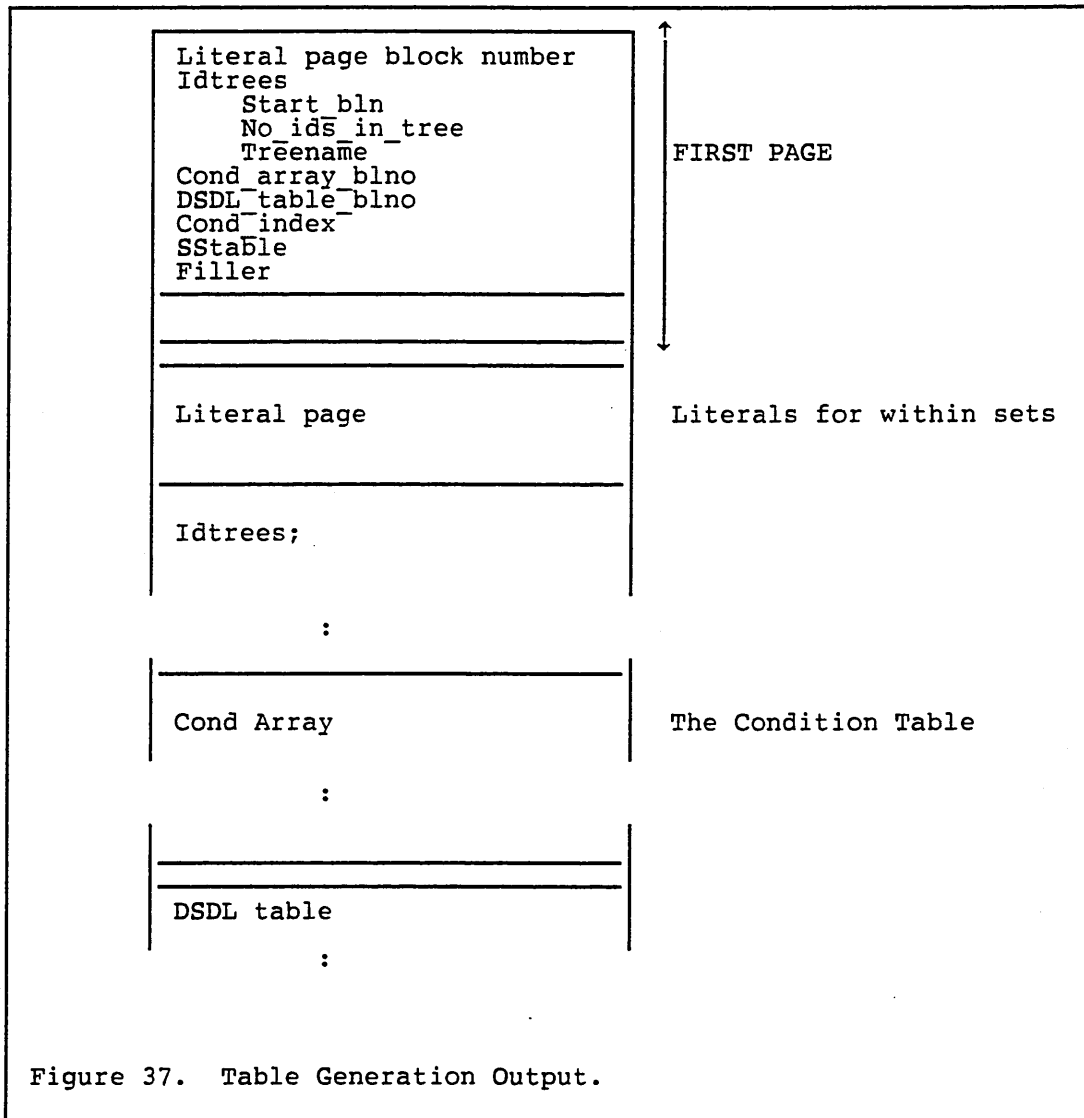 Literal page block number
Idtrees
Start_bln
No_ids_in_tree
Treename
Cond_array_blno
DSDL_table_blno
Cond_index
SStable
Filler
FIRST PAGE
Literal page
Literals for within sets
Idtrees;
:
Cond Array
The Condition Table
:
DSDL table
:
Figure 37. Table Generation Output.